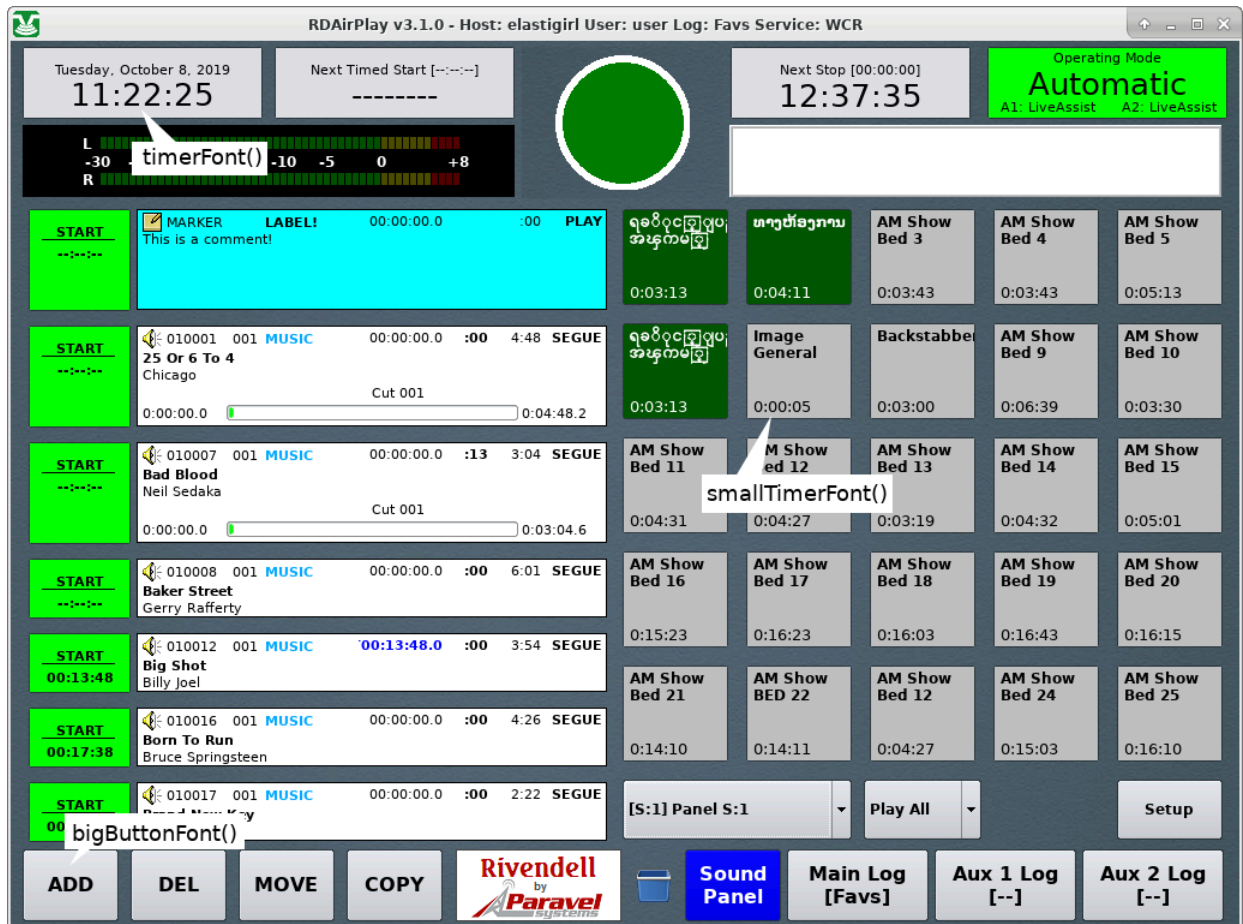 RDAirPlay v3.1.0 - Host: elastigirl User: user Log: Favs Service: WCR
Tuesday, October 8, 2019
11:22:25
Next Timed Start [--:--:--]
--------
Next Stop [00:00:00]
12:37:35
Operating Mode
Automatic
A1: LiveAssist A2: LiveAssist
timerFont()
L
-30 -10 -5 0 +8
R
START
--:--:--
MARKER LABEL! 00:00:00.0 :00 PLAY
This is a comment!
START
--:--:--
010001 001 MUSIC 00:00:00.0 :00 4:48 SEGUE
25 Or 6 To 4
Chicago
Cut 001
0:00:00.0 0:04:48.2
START
--:--:--
010007 001 MUSIC 00:00:00.0 :13 3:04 SEGUE
Bad Blood
Neil Sedaka
Cut 001
0:00:00.0 0:03:04.6
START
--:--:--
010008 001 MUSIC 00:00:00.0 :00 6:01 SEGUE
Baker Street
Gerry Rafferty
START
00:13:48
010012 001 MUSIC 00:13:48.0 :00 3:54 SEGUE
Big Shot
Billy Joel
START
00:17:38
010016 001 MUSIC 00:00:00.0 :00 4:26 SEGUE
Born To Run
Bruce Springsteen
START
010017 001 MUSIC 00:00:00.0 :00 2:22 SEGUE
bigButtonFont()
0:03:13
ທາງຫ້ອງການ
0:04:11
AM Show
Bed 3
0:03:43
AM Show
Bed 4
0:03:43
AM Show
Bed 5
0:05:13
0:03:13
Image
General
0:00:05
Backstabber
0:03:00
AM Show
Bed 9
0:06:39
AM Show
Bed 10
0:03:30
AM Show
Bed 11
0:04:31
M Show
ed 12
0:04:27
AM Show
Bed 13
0:03:19
AM Show
Bed 14
0:04:32
AM Show
Bed 15
0:05:01
smallTimerFont()
AM Show
Bed 16
0:15:23
AM Show
Bed 17
0:16:23
AM Show
Bed 18
0:16:03
AM Show
Bed 19
0:16:43
AM Show
Bed 20
0:16:15
AM Show
Bed 21
0:14:10
AM Show
BED 22
0:14:11
AM Show
Bed 12
0:04:27
AM Show
Bed 24
0:15:03
AM Show
Bed 25
0:16:10
[S:1] Panel S:1
Play All
Setup
ADD
DEL
MOVE
COPY
Rivendell
by
Paravel
systems
Sound
Panel
Main Log
[Favs]
Aux 1 Log
[--]
Aux 2 Log
[--]